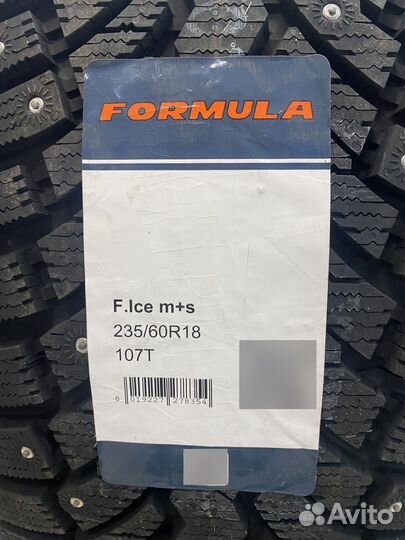 FORMULA
F.Ice m+s
235/60R18
107T
8 019227 278354
Avito